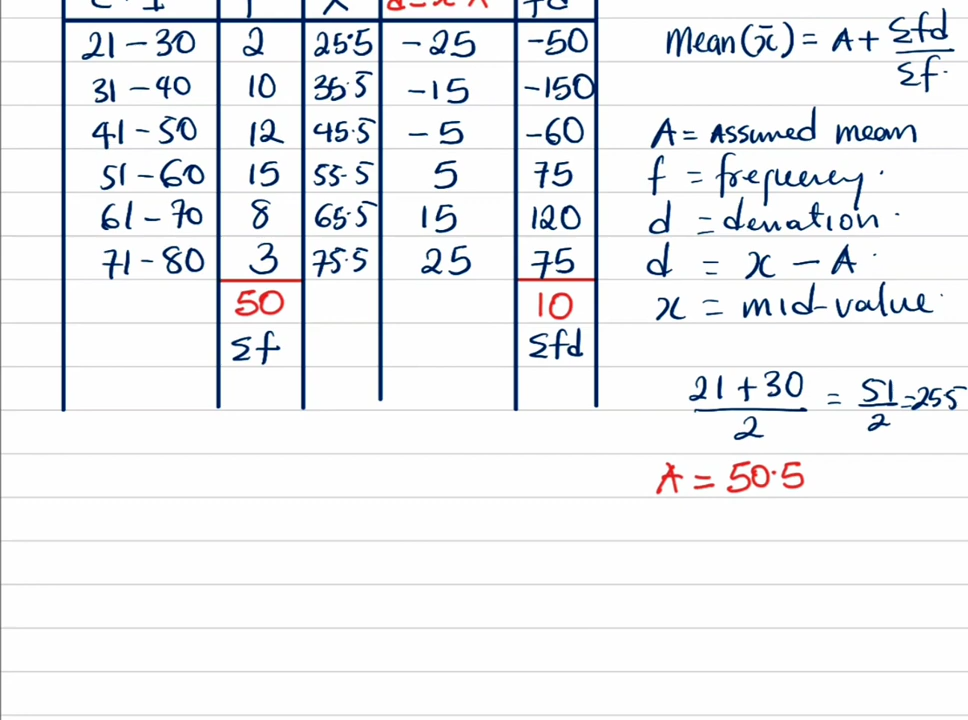 C-I f x d=x-A fd
21-30 2 25.5 -25 -50
31-40 10 35.5 -15 -150
41-50 12 45.5 -5 -60
51-60 15 55.5 5 75
61-70 8 65.5 15 120
71-80 3 75.5 25 75
50 10
Σf Σfd
Mean(x̄) = A + Σfd/Σf.
A = Assumed mean
f = frequency.
d = deviation.
d = x - A.
x = mid-value.
21+30/2 = 51/2 = 25.5
A = 50.5